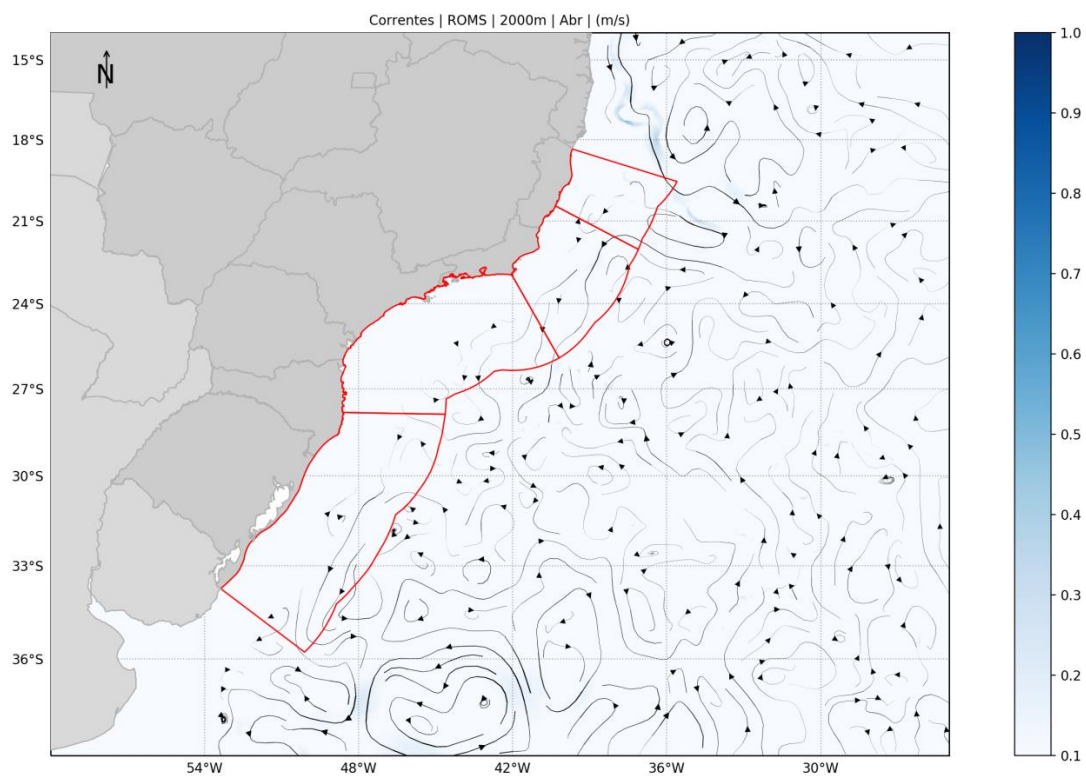 Correntes | ROMS | 2000m | Abr | (m/s)
N
15°S
18°S
21°S
24°S
27°S
30°S
33°S
36°S
54°W
48°W
42°W
36°W
30°W
1.0
0.9
0.8
0.7
0.6
0.5
0.4
0.3
0.2
0.1